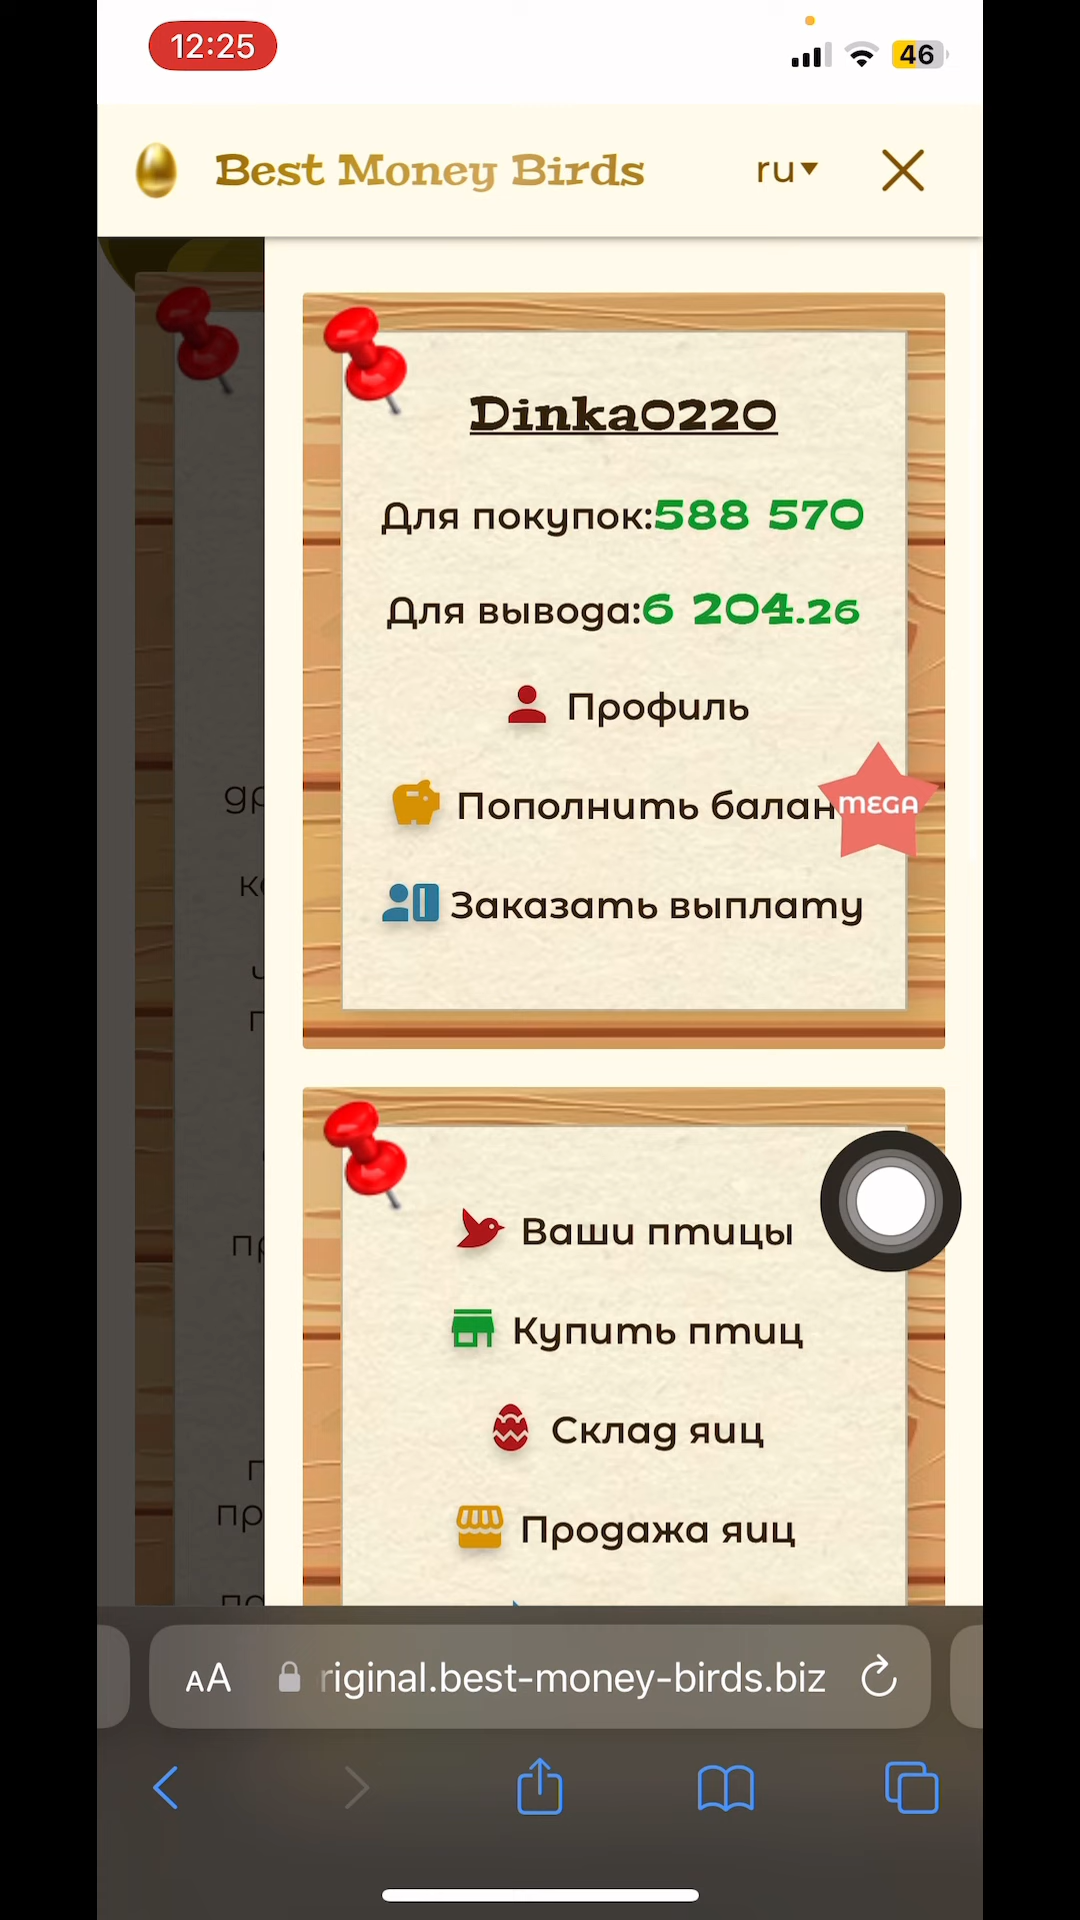 12:25
46
Best Money Birds
ru
Dinka0220
Для покупок:588 570
Для вывода:6 204.26
Профиль
Пополнить балан
MEGA
Заказать выплату
Ваши птицы
Купить птиц
Склад яиц
Продажа яиц
AA
riginal.best-money-birds.biz